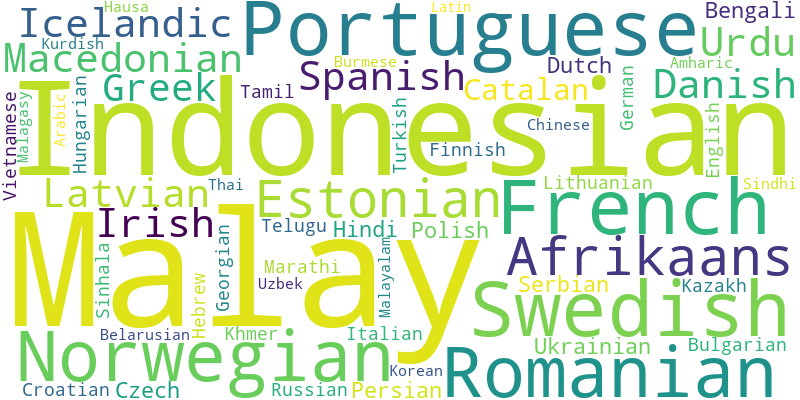 Hausa
Latin
Icelandic
Portuguese
Bengali
Kurdish
Urdu
Macedonian
Burmese
Dutch
Amharic
Greek
Spanish
Catalan
Danish
Tamil
German
Indonesian
Vietnamese
Malagasy
Arabic
Hungarian
Turkish
Chinese
English
Finnish
Latvian
Thai
Estonian
French
Lithuanian
Sindhi
Irish
Telugu
Hindi
Polish
Malay
Afrikaans
Sinhala
Hebrew
Georgian
Marathi
Uzbek
Malayalam
Serbian
Kazakh
Swedish
Belarusian
Khmer
Italian
Norwegian
Ukrainian
Bulgarian
Romanian
Korean
Croatian
Czech
Russian
Persian